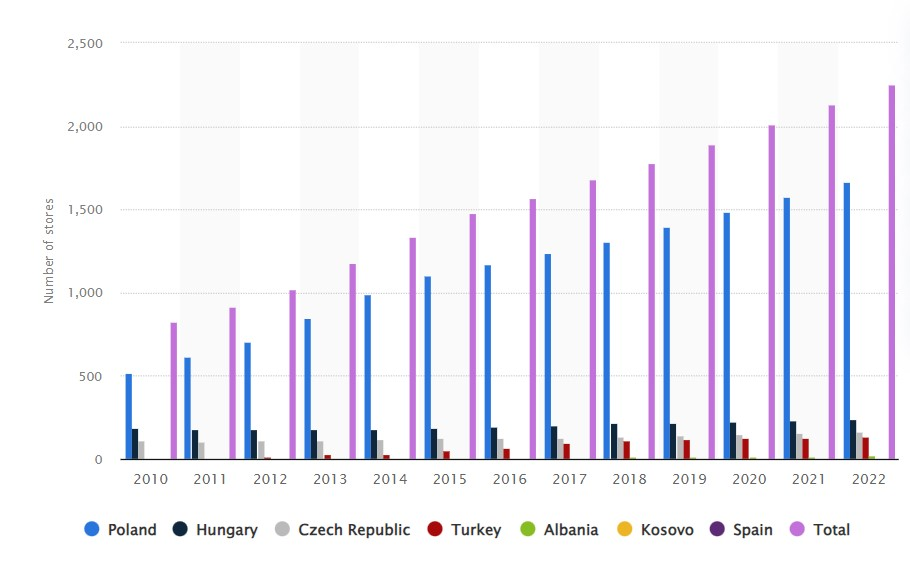 2,500
2,000
1,500
1,000
500
0
Number of stores
2010 2011 2012 2013 2014 2015 2016 2017 2018 2019 2020 2021 2022
Poland Hungary Czech Republic Turkey Albania Kosovo Spain Total